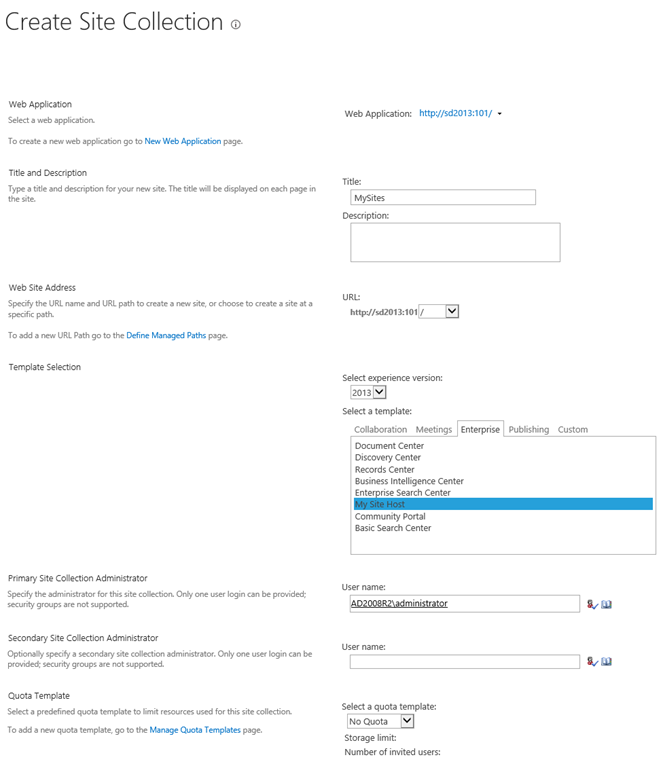 Create Site Collection
Web Application
Select a web application.
To create a new web application go to New Web Application page.
Web Application: http://sd2013:101/
Title and Description
Type a title and description for your new site. The title will be displayed on each page in
the site.
Title:
MySites
Description:
Web Site Address
Specify the URL name and URL path to create a new site, or choose to create a site at a
specific path.
To add a new URL Path go to the Define Managed Paths page.
URL:
http://sd2013:101 /
Template Selection
Select experience version:
2013
Select a template:
Collaboration Meetings Enterprise Publishing Custom
Document Center
Discovery Center
Records Center
Business Intelligence Center
Enterprise Search Center
My Site Host
Community Portal
Basic Search Center
Primary Site Collection Administrator
Specify the administrator for this site collection. Only one user login can be provided;
security groups are not supported.
User name:
AD2008R2\administrator
Secondary Site Collection Administrator
Optionally specify a secondary site collection administrator. Only one user login can be
provided; security groups are not supported.
User name:
Quota Template
Select a predefined quota template to limit resources used for this site collection.
To add a new quota template, go to the Manage Quota Templates page.
Select a quota template:
No Quota
Storage limit:
Number of invited users: